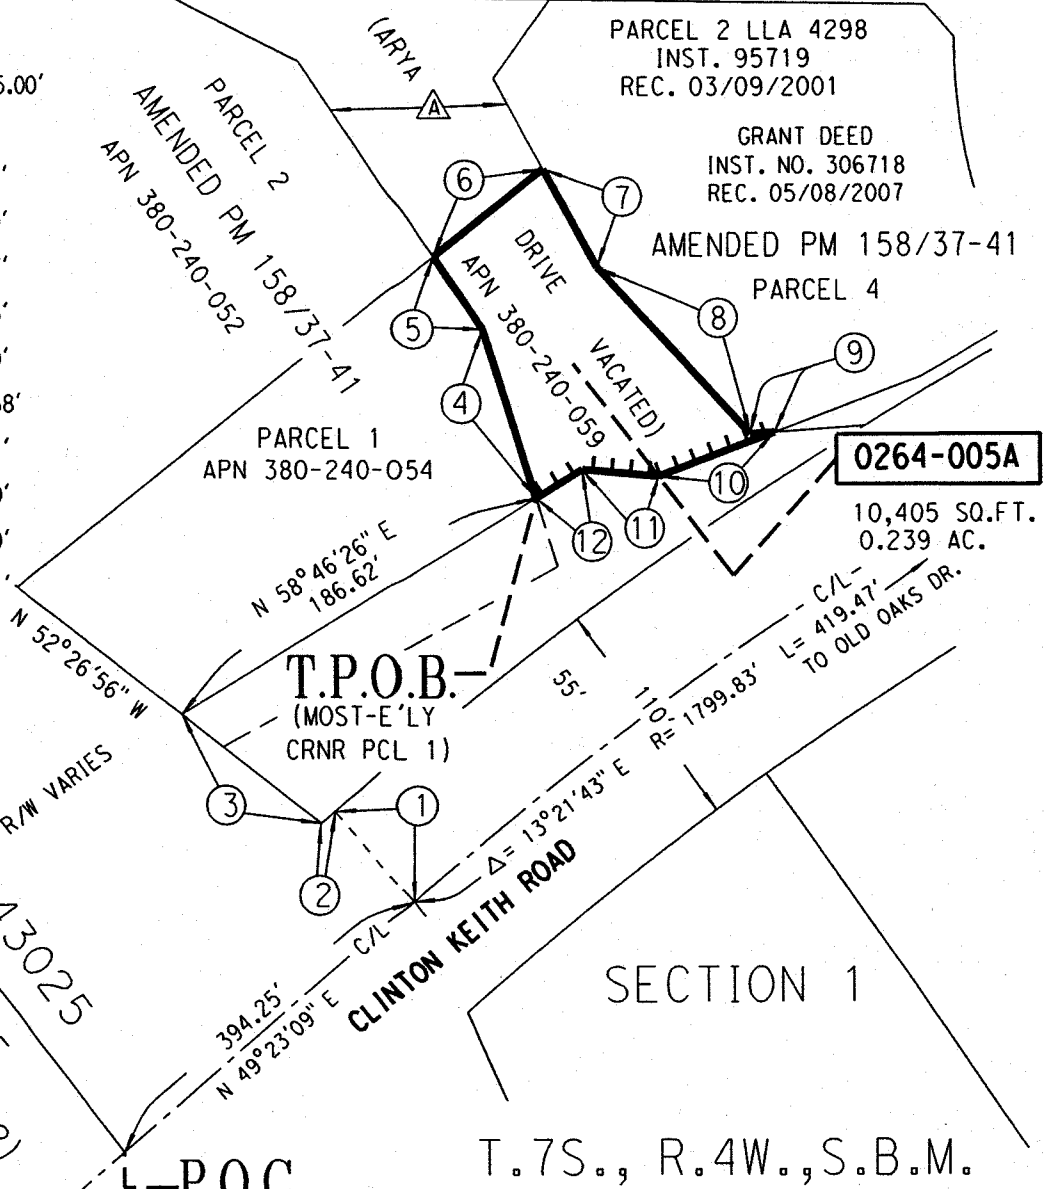 PARCEL 2 LLA 4298
INST. 95719
REC. 03/09/2001
GRANT DEED
INST. NO. 306718
REC. 05/08/2007
AMENDED PM 158/37-41
PARCEL 4
5.00'
(ARYA
A
PARCEL 2
AMENDED PM 158/37-41
APN 380-240-052
6
7
DRIVE
APN 380-240-059
VACATED)
5
8
9
4
PARCEL 1
APN 380-240-054
10
11
12
0264-005A
10,405 SQ.FT.
0.239 AC.
N 58°46'26" E
186.62'
N 52°26'56" W
T.P.O.B.
(MOST-E'LY
CRNR PCL 1)
55'
110'
C/L
L= 419.47'
TO OLD OAKS DR.
R= 1799.83'
Δ= 13°21'43" E
R/W VARIES
3
1
2
C/L
CLINTON KEITH ROAD
394.25'
N 49°23'09" E
43025
SECTION 1
P.O.C.
T.7S., R.4W.,S.B.M.